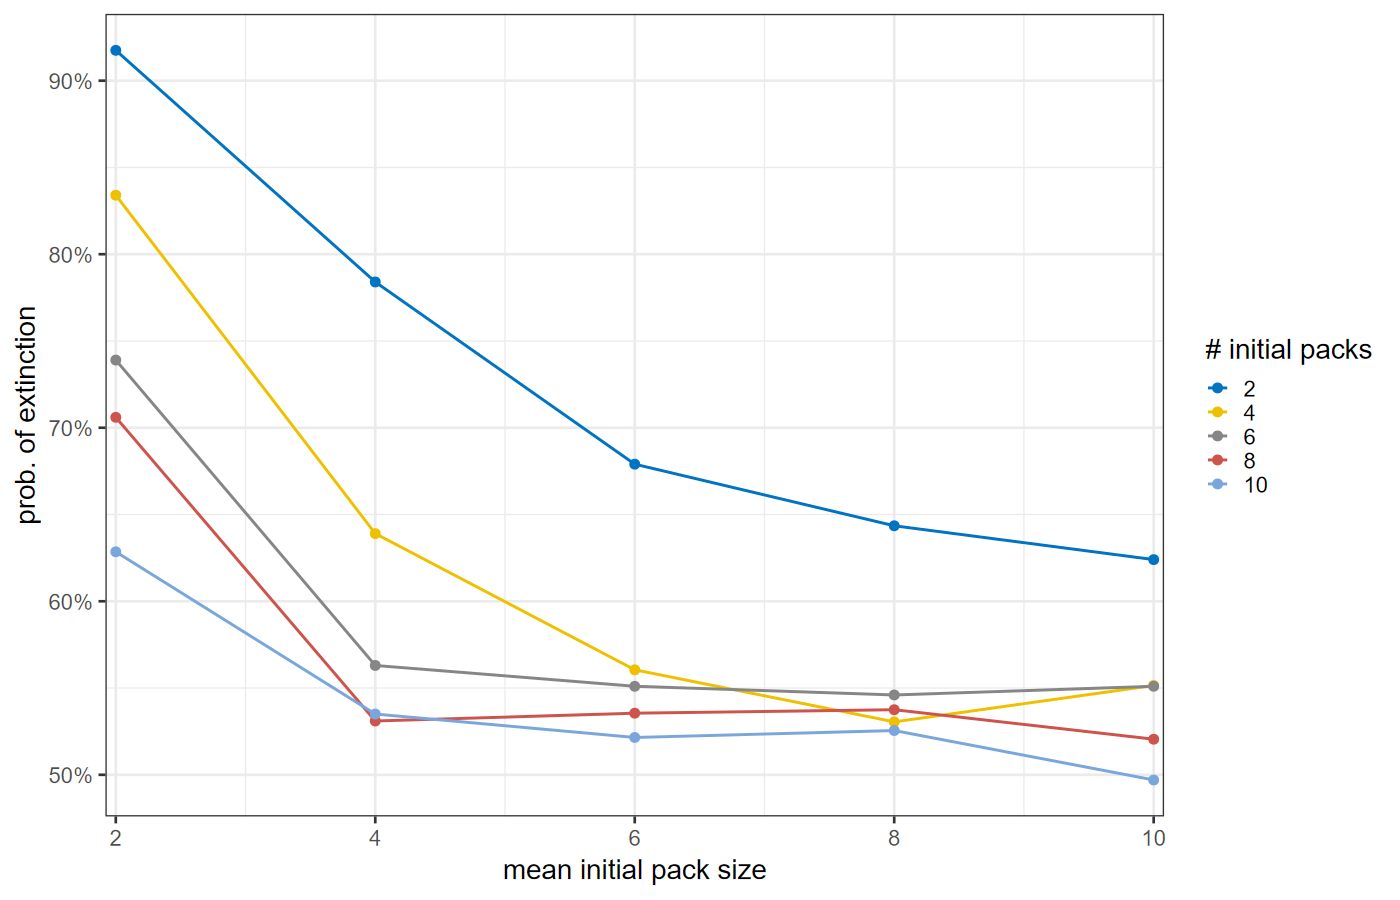 90%
80%
70%
60%
50%
prob. of extinction
2 4 6 8 10
mean initial pack size
# initial packs
2
4
6
8
10